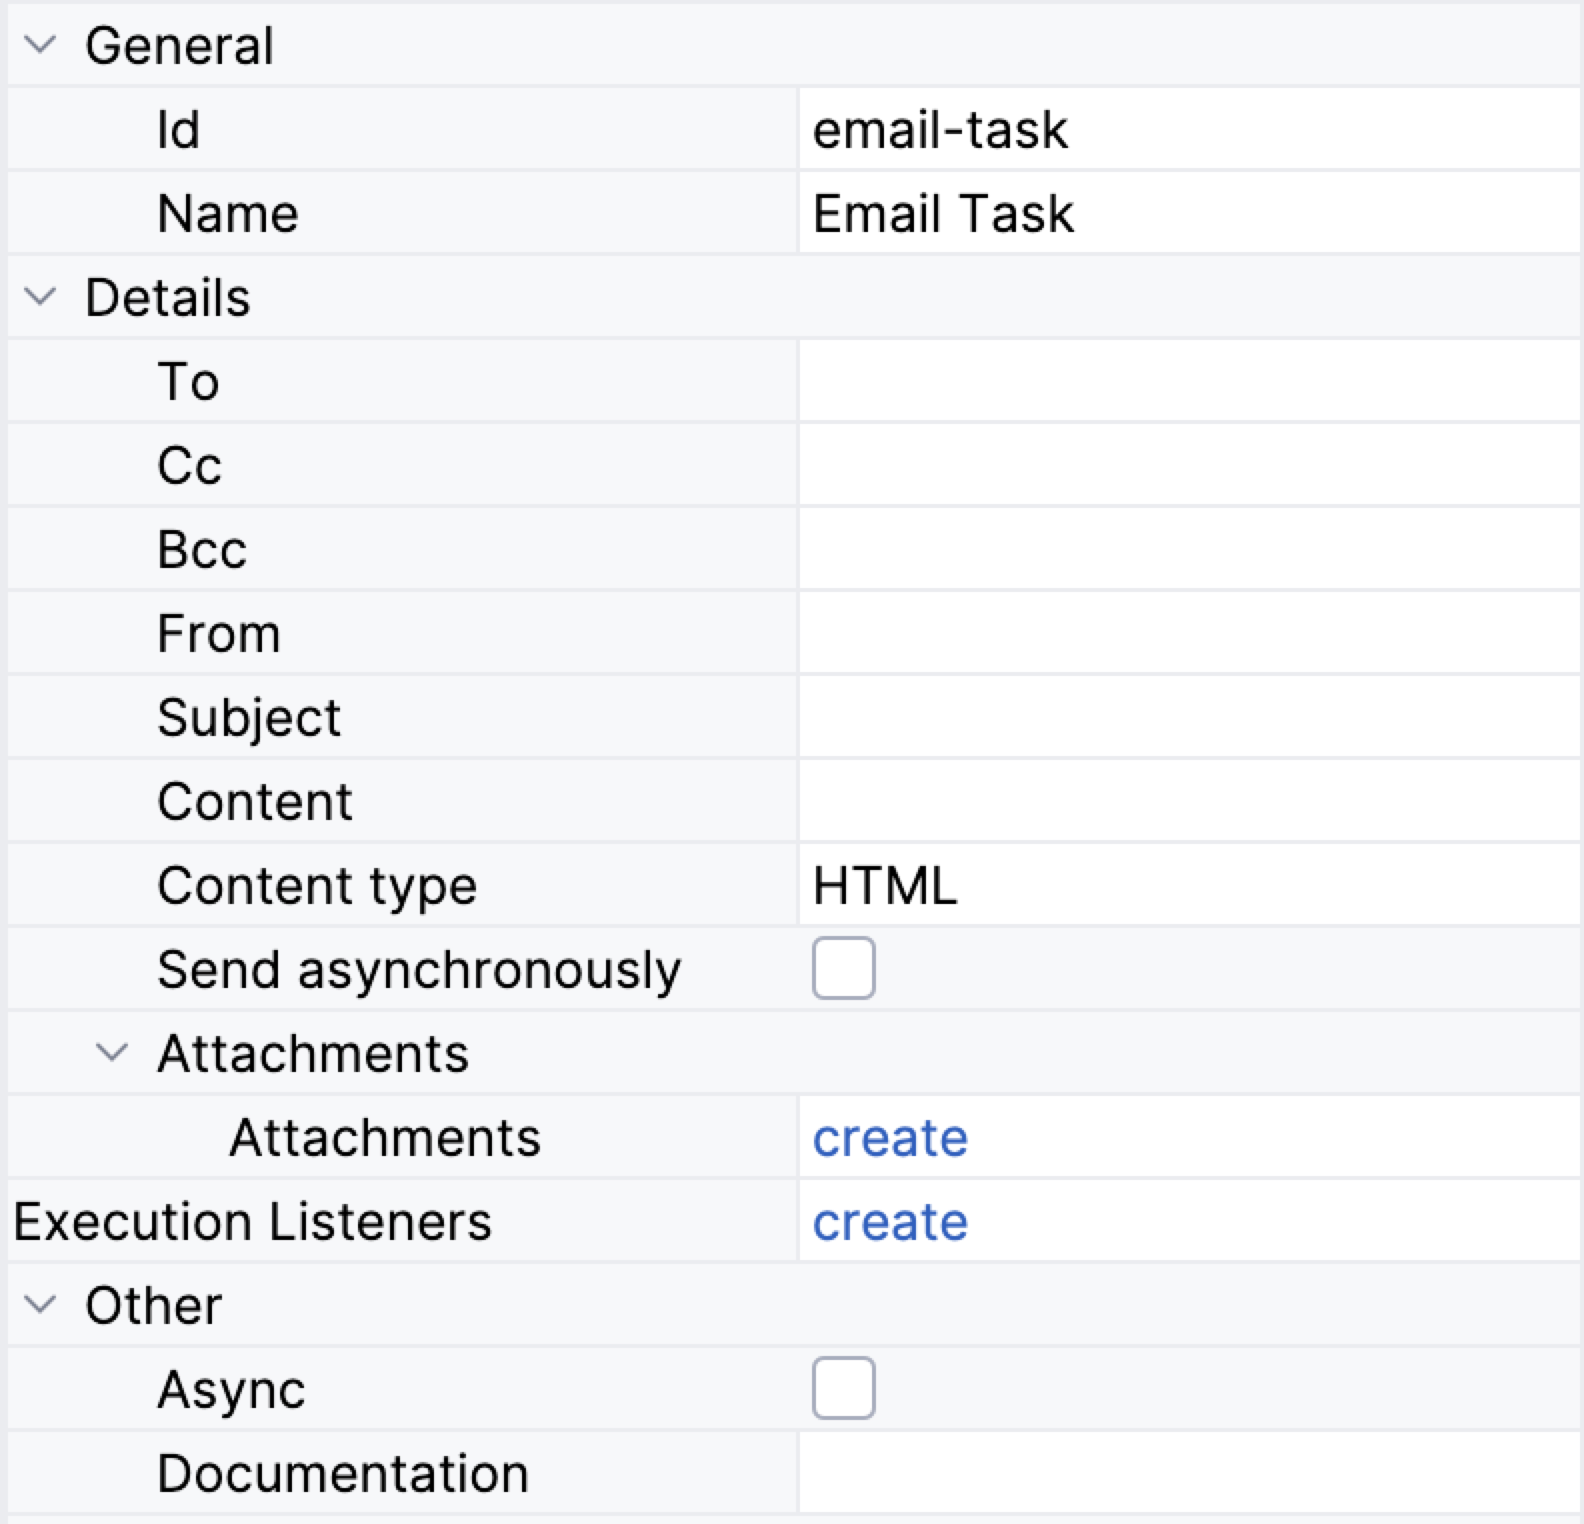 General
Id email-task
Name Email Task
Details
To
Cc
Bcc
From
Subject
Content
Content type HTML
Send asynchronously
Attachments
Attachments create
Execution Listeners create
Other
Async
Documentation